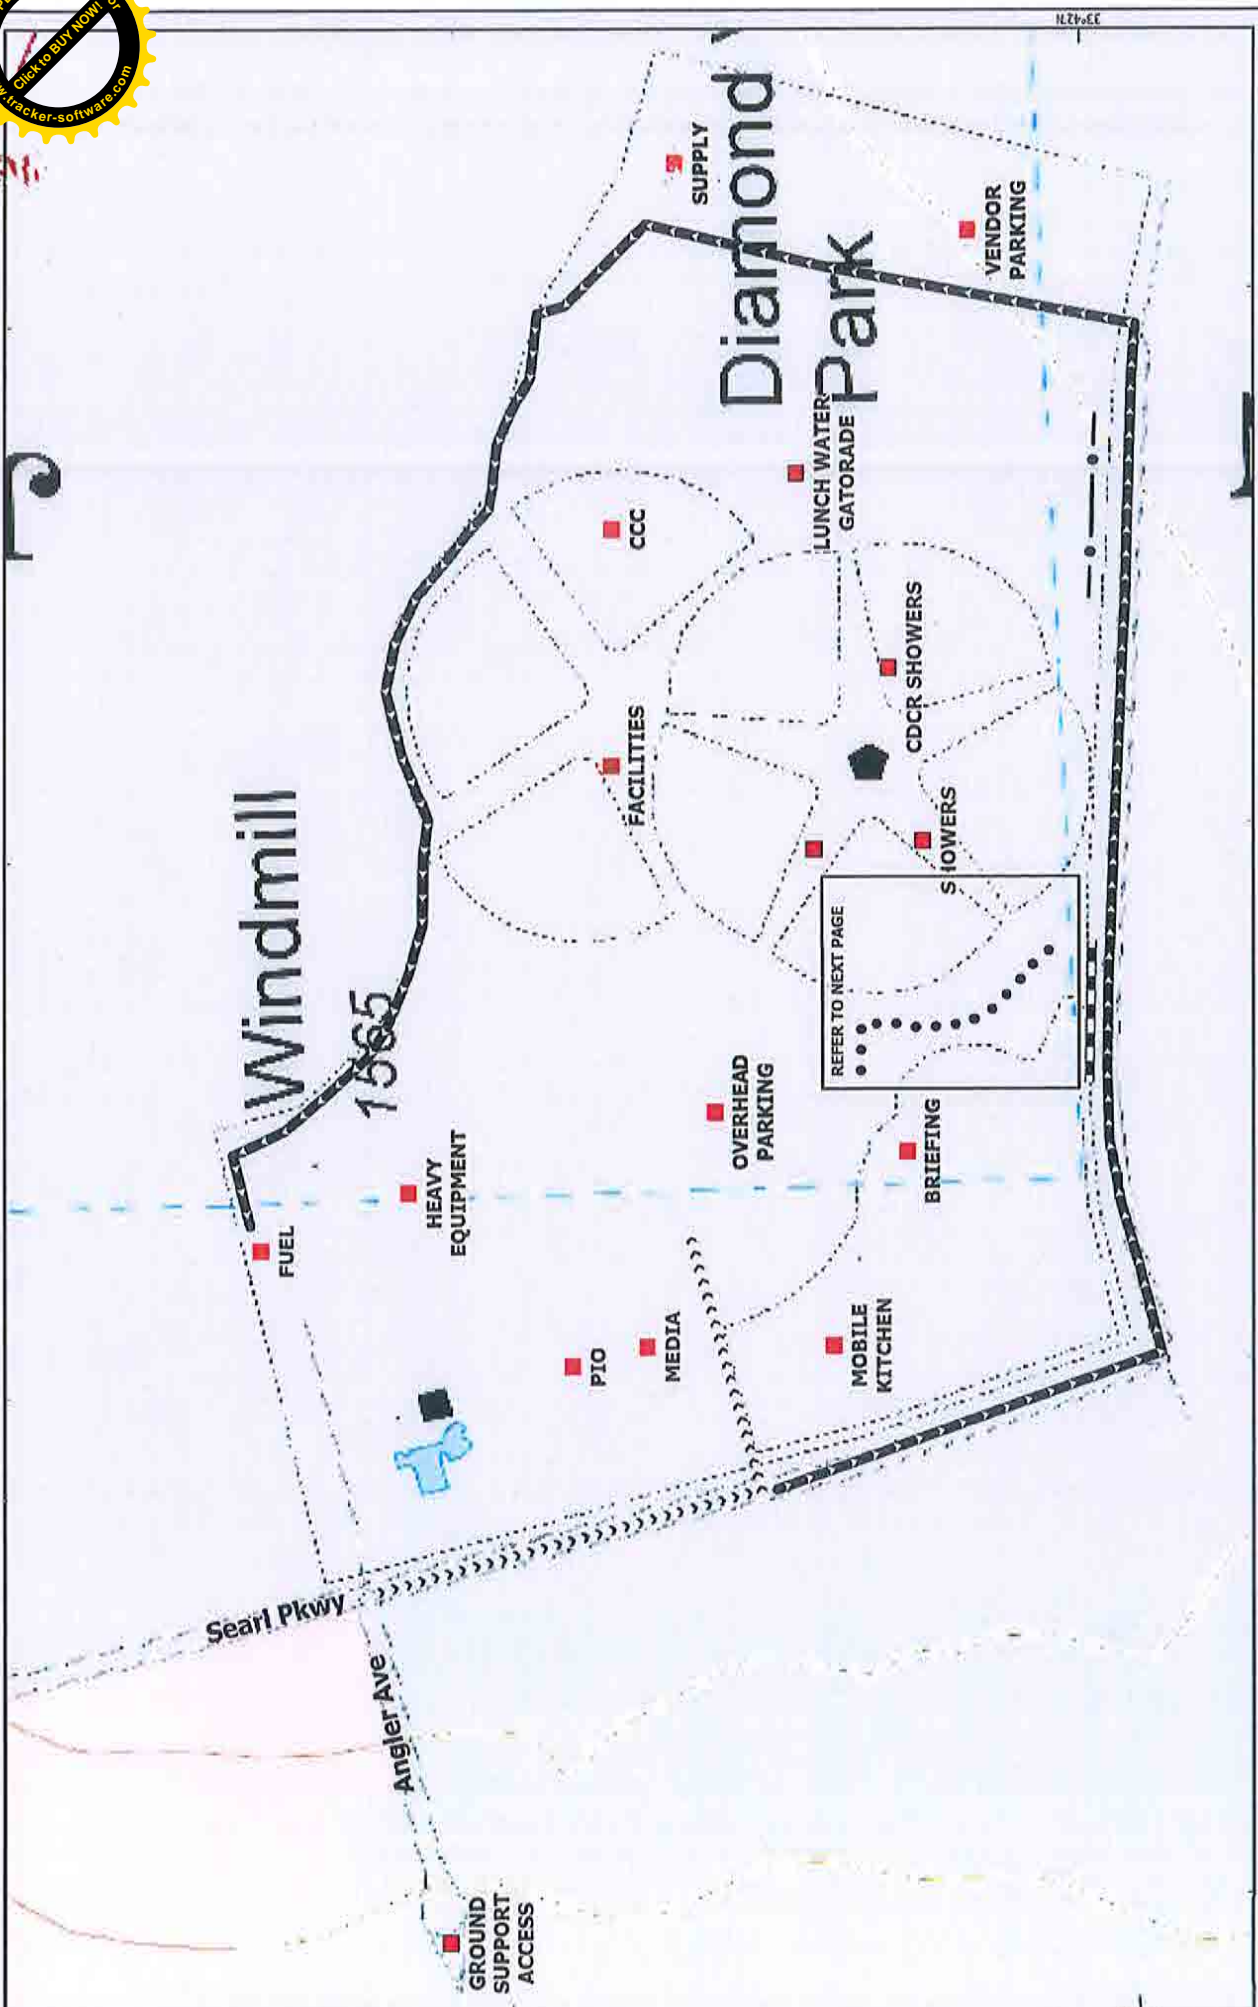 Click to BUY NOW!
.tracker-software.com
33°42'N
SUPPLY
Diamond V
Park
VENDOR
PARKING
LUNCH WATER
GATORADE
CCC
CDCR SHOWERS
FACILITIES
SHOWERS
Windmill
1565
REFER TO NEXT PAGE
OVERHEAD
PARKING
BRIEFING
HEAVY
EQUIPMENT
FUEL
PIO
MEDIA
MOBILE
KITCHEN
Searl Pkwy
Angler Ave
GROUND
SUPPORT
ACCESS